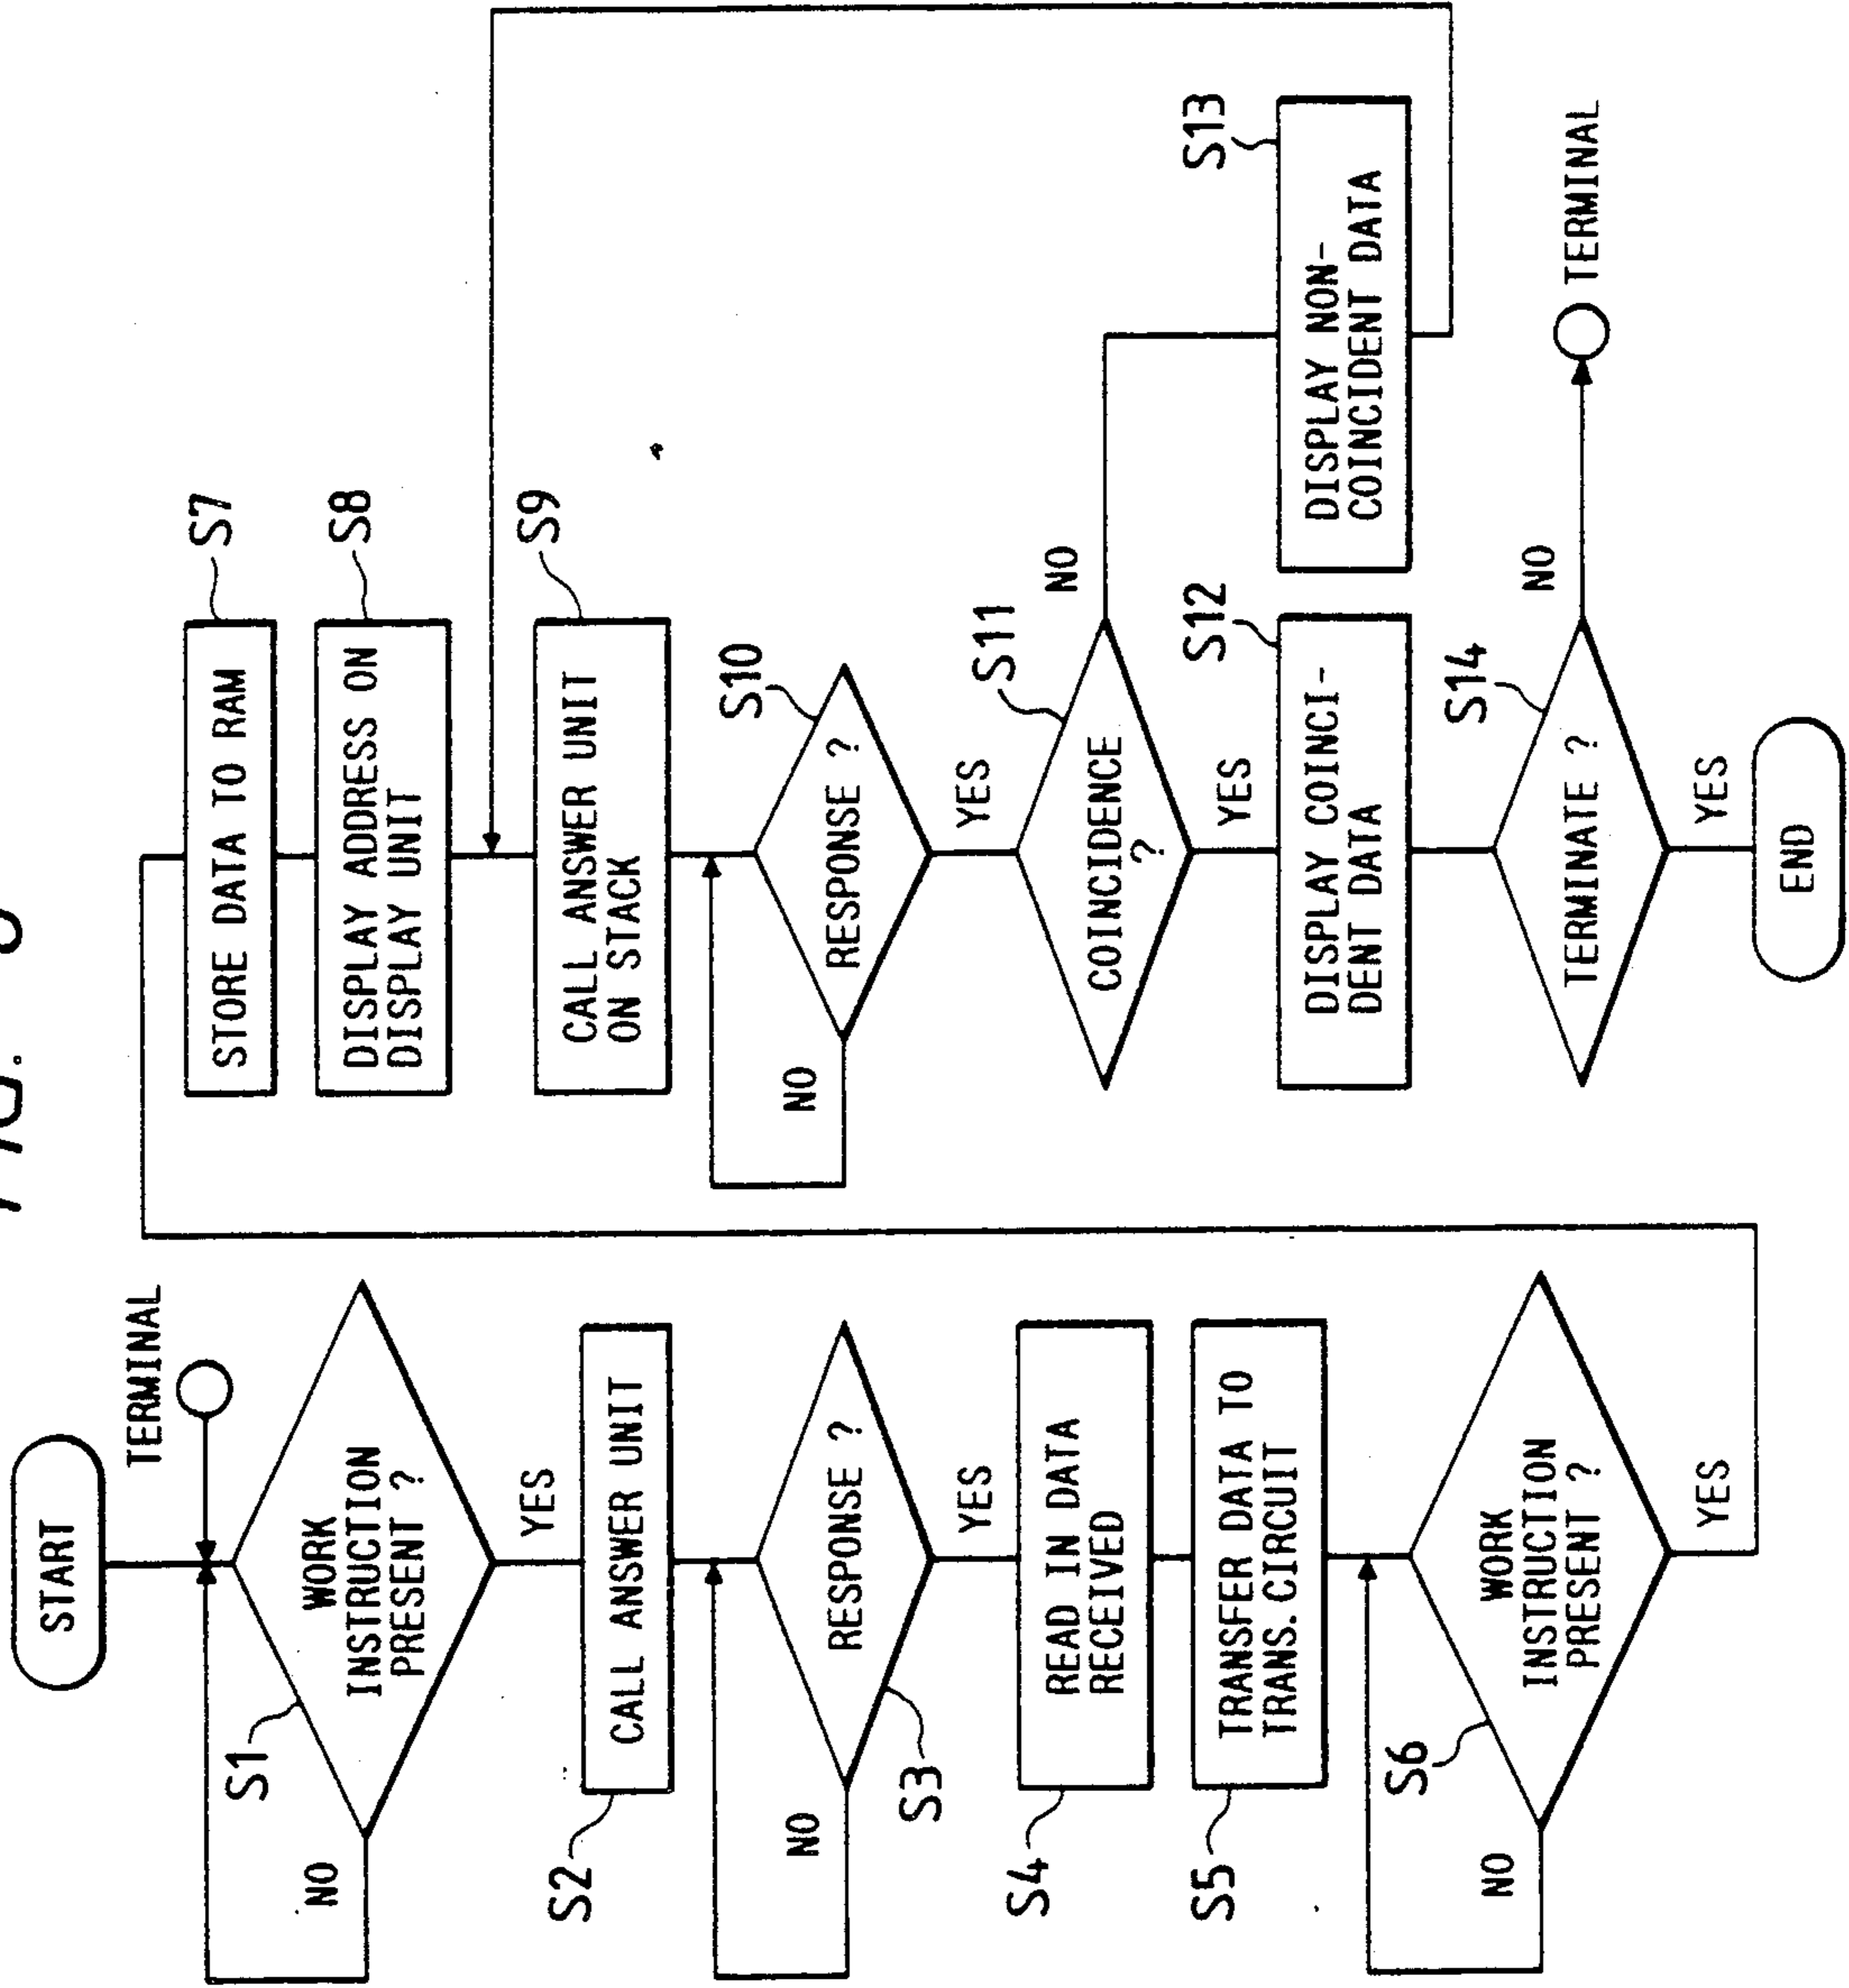 START
TERMINAL
S1
WORK
INSTRUCTION
PRESENT ?
NO
YES
S2
CALL ANSWER UNIT
RESPONSE ?
S3
NO
YES
S4
READ IN DATA
RECEIVED
S5
TRANSFER DATA TO
TRANS.CIRCUIT
S6
WORK
INSTRUCTION
PRESENT ?
NO
YES
S7
STORE DATA TO RAM
S8
DISPLAY ADDRESS ON
DISPLAY UNIT
S9
CALL ANSWER UNIT
ON STACK
S10
RESPONSE ?
NO
YES
S11
COINCIDENCE
?
NO
YES
S12
DISPLAY COINCI-
DENT DATA
S13
DISPLAY NON-
COINCIDENT DATA
S14
TERMINATE ?
NO
TERMINAL
YES
END